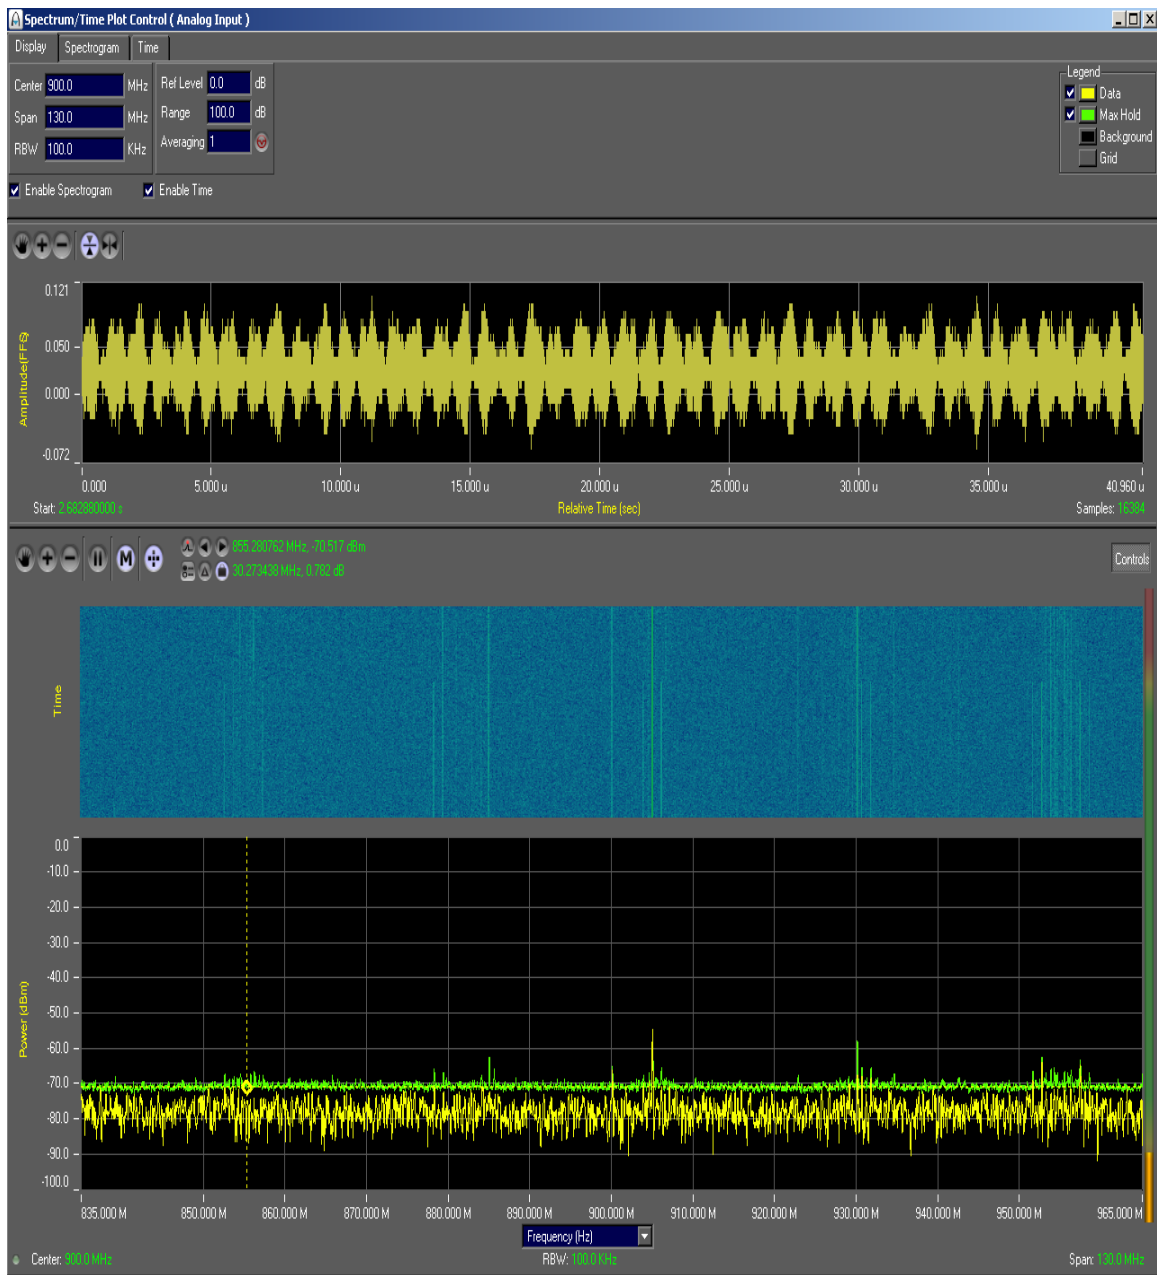 Spectrum/Time Plot Control ( Analog Input )
Display Spectrogram Time
Center 900.0 MHz
Span 130.0 MHz
RBW 100.0 KHz
Ref Level 0.0 dB
Range 100.0 dB
Averaging 1
Legend
Data
Max Hold
Background
Grid
Enable Spectrogram Enable Time
Amplitude(FFS)
0.121
0.050
0.000
-0.072
0.000 5.000 u 10.000 u 15.000 u 20.000 u 25.000 u 30.000 u 35.000 u 40.960 u
Start: 2.682880000 s Relative Time (sec) Samples: 16384
M
855.280762 MHz, -70.517 dBm
30.273438 MHz, 0.782 dB
Controls
Time
Power (dBm)
0.0
-10.0
-20.0
-30.0
-40.0
-50.0
-60.0
-70.0
-80.0
-90.0
-100.0
835.000 M 850.000 M 860.000 M 870.000 M 880.000 M 890.000 M 900.000 M 910.000 M 920.000 M 930.000 M 940.000 M 950.000 M 965.000 M
Frequency (Hz)
Center: 900.0 MHz RBW: 100.0 KHz Span: 130.0 MHz